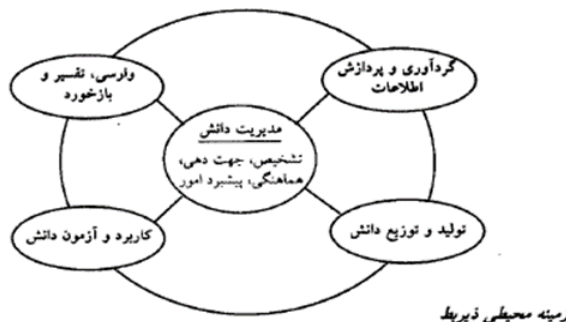 گردآوری و پردازش
اطلاعات
وارسی، تفسیر و
بازخورد
مدیریت دانش
تشخیص، جهت دهی،
هماهنگی، پیشبرد امور
تولید و توزیع دانش
کاربرد و آزمون دانش
محیطی ذیربط